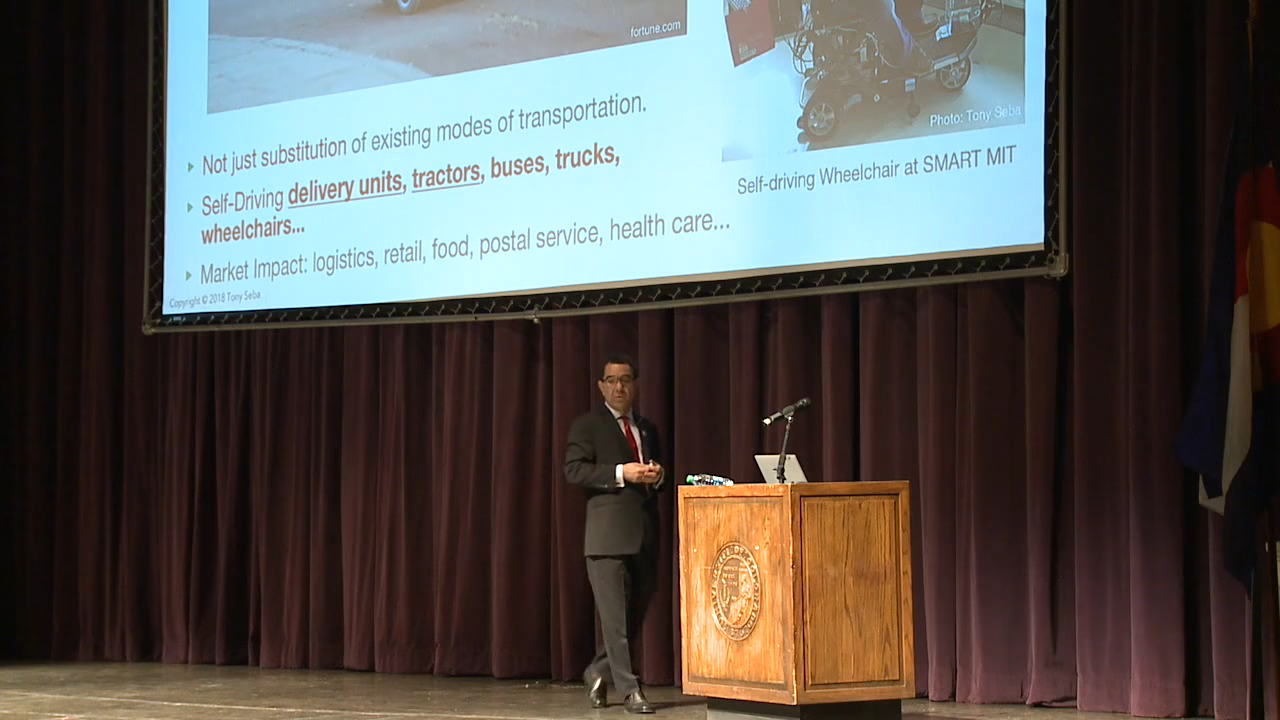 fortune.com
Photo: Tony Seba
Self-driving Wheelchair at SMART MIT
Not just substitution of existing modes of transportation.
Self-Driving delivery units, tractors, buses, trucks,
wheelchairs...
Market Impact: logistics, retail, food, postal service, health care...
Copyright © 2018 Tony Seba